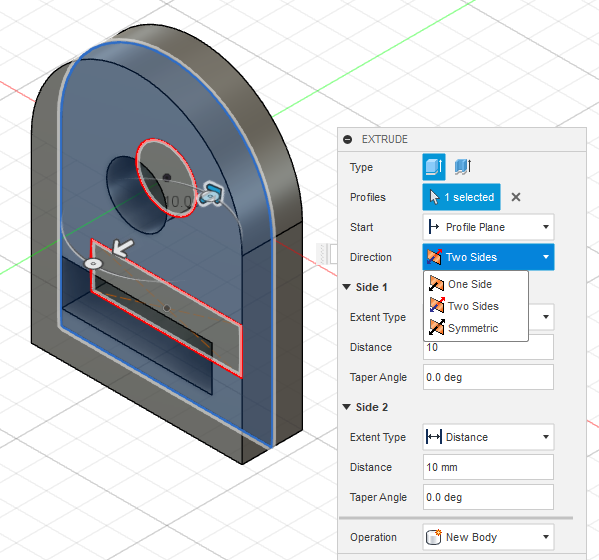 EXTRUDE
Type
Profiles 1 selected
Start Profile Plane
Direction Two Sides
One Side
Side 1
Two Sides
Extent Type
Symmetric
Distance 10
Taper Angle 0.0 deg
Side 2
Extent Type Distance
Distance 10 mm
Taper Angle 0.0 deg
Operation New Body
10.0